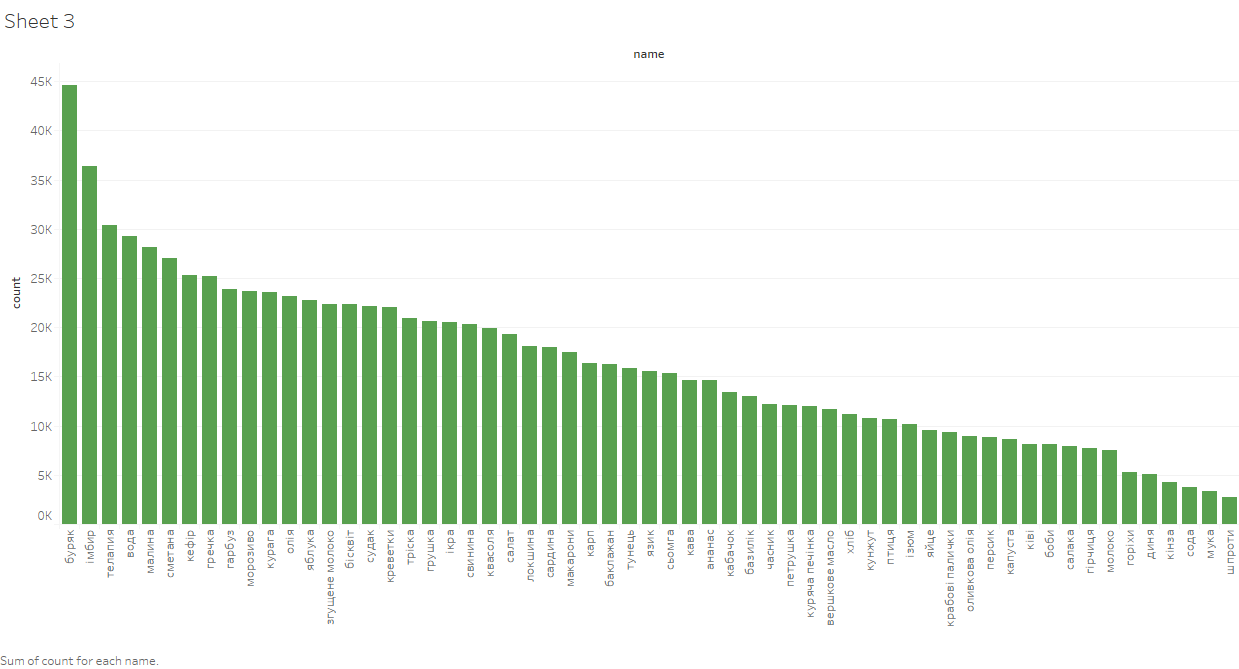 Sheet 3
name
45K
40K
35K
30K
25K
20K
15K
10K
5K
0K
count
буряк
імбир
телапия
вода
малина
сметана
кефір
гречка
гарбуз
морозиво
курага
олія
яблука
згущене молоко
бісквіт
судак
креветки
тріска
грушка
ікра
свинина
квасоля
салат
локшина
сардина
макарони
карп
баклажан
тунець
язик
сьомга
кава
ананас
кабачок
базилік
часник
петрушка
куряча печінка
вершкове масло
хліб
кунжут
птиця
ізюм
яйце
крабові палички
оливкова олія
персик
капуста
ківі
боби
салака
гірчиця
молоко
горіхи
диня
кінза
сода
мука
шпроти
Sum of count for each name.